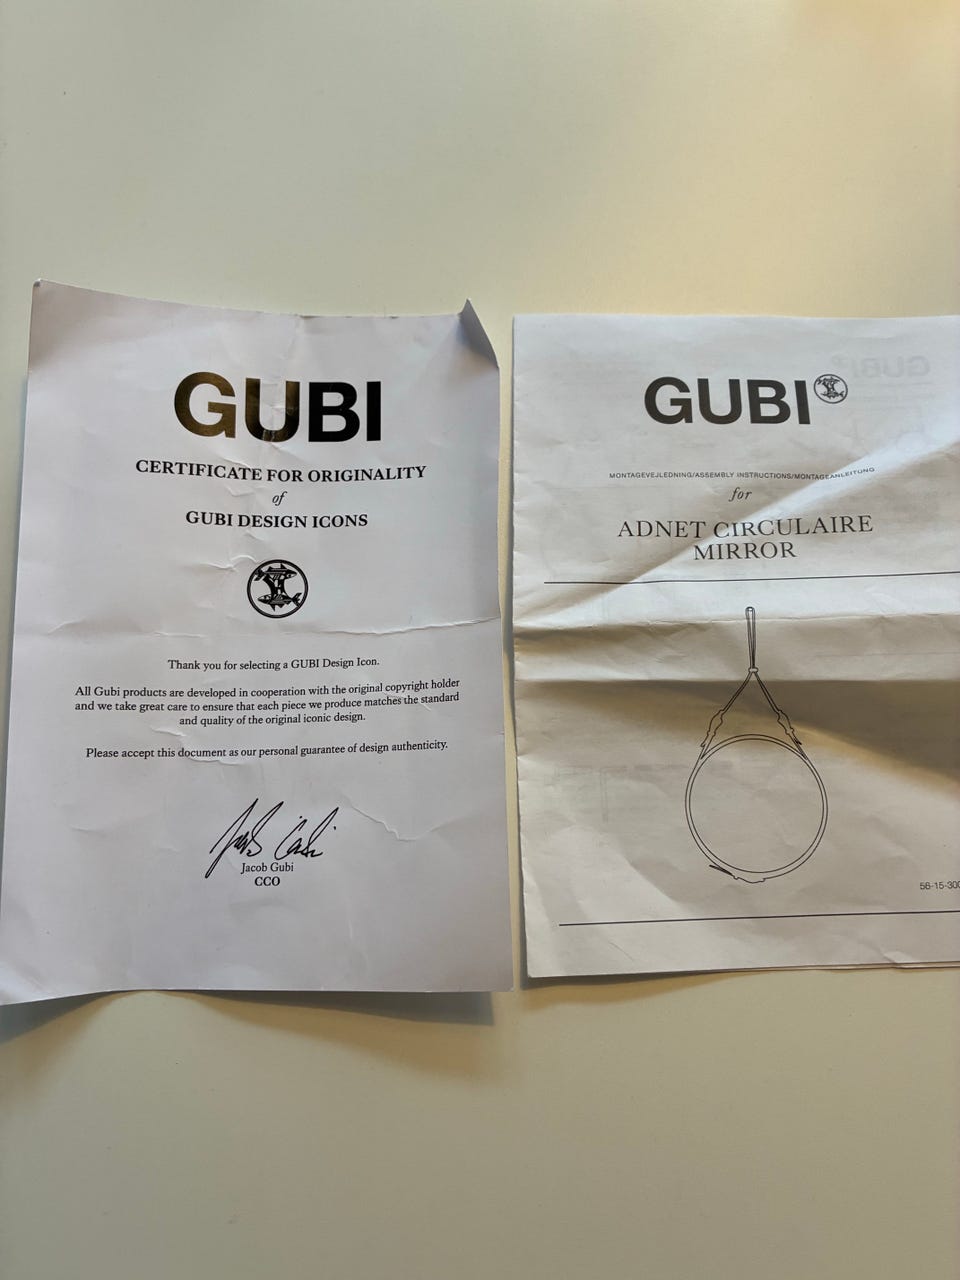 GUBI
CERTIFICATE FOR ORIGINALITY
of
GUBI DESIGN ICONS
Thank you for selecting a GUBI Design Icon.
All Gubi products are developed in cooperation with the original copyright holder
and we take great care to ensure that each piece we produce matches the standard
and quality of the original iconic design.
Please accept this document as our personal guarantee of design authenticity.
Jacob Gubi
CCO
GUBI
MONTAGEVEJLEDNING/ASSEMBLY INSTRUCTIONS/MONTAGEANLEITUNG
for
ADNET CIRCULAIRE
MIRROR
56-15-300